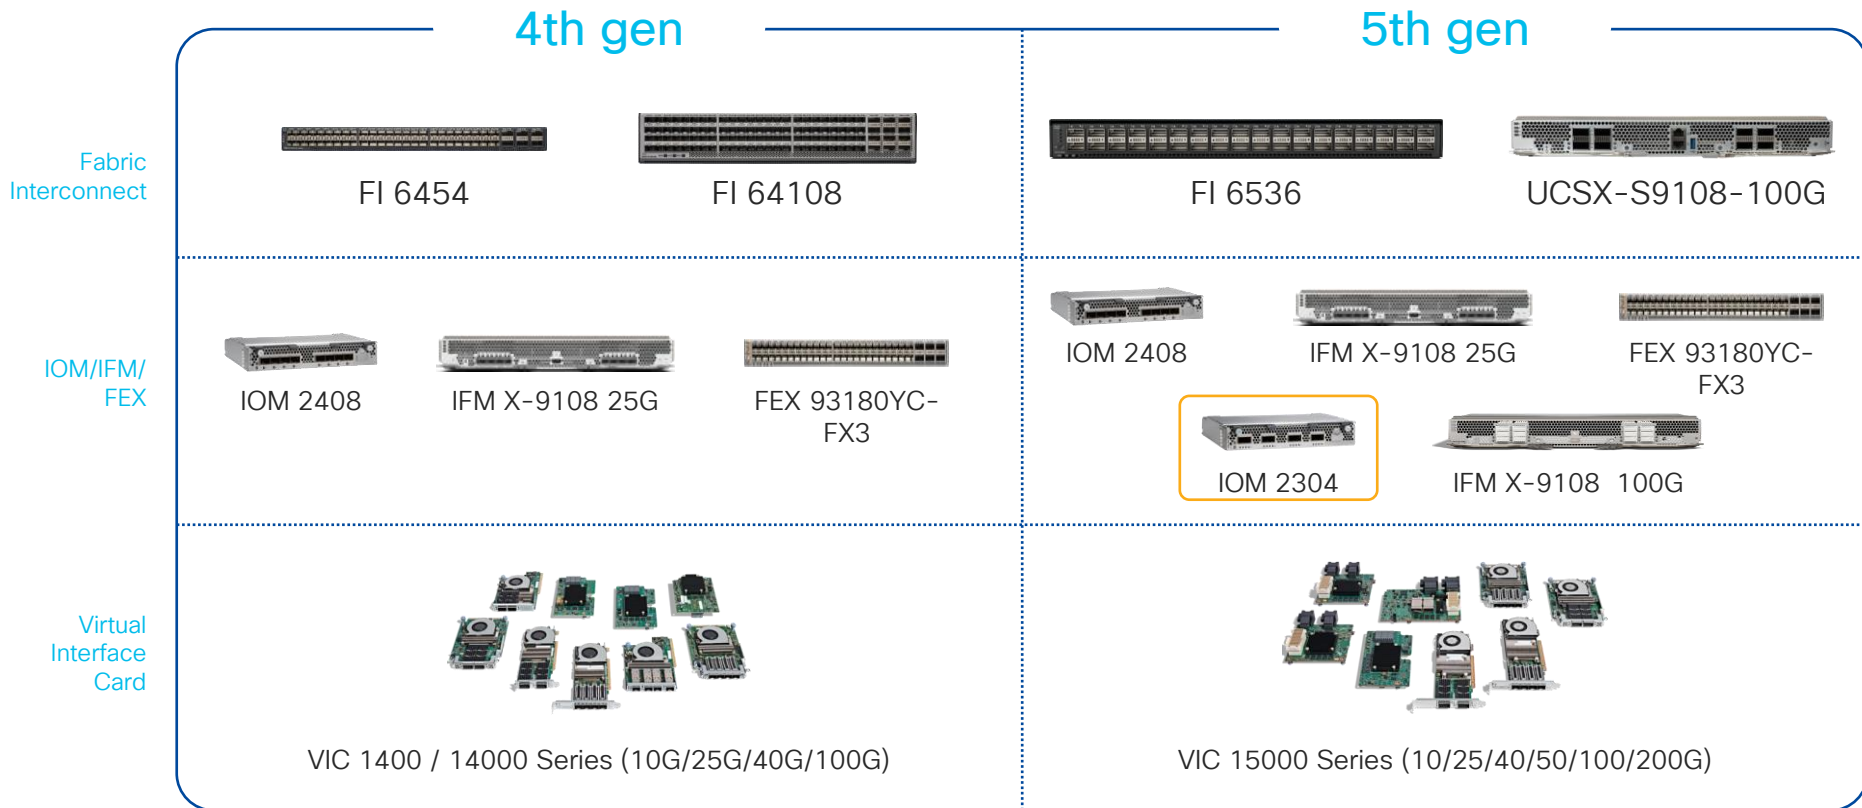 4th gen
5th gen
Fabric
Interconnect
FI 6454
FI 64108
FI 6536
UCSX-S9108-100G
IOM/IFM/
FEX
IOM 2408
IFM X-9108 25G
FEX 93180YC-
FX3
IOM 2408
IFM X-9108 25G
FEX 93180YC-
FX3
IOM 2304
IFM X-9108 100G
Virtual
Interface
Card
VIC 1400 / 14000 Series (10G/25G/40G/100G)
VIC 15000 Series (10/25/40/50/100/200G)